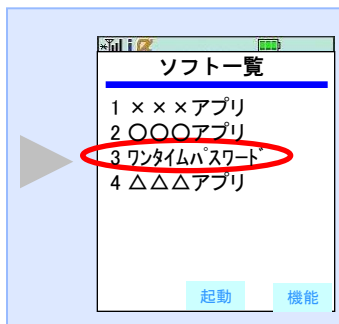 ソフト一覧
1 ×××アプリ
2 〇〇〇アプリ
3 ﾜﾝﾀｲﾑﾊﾟｽﾜｰﾄﾞ
4 △△△アプリ
起動 機能